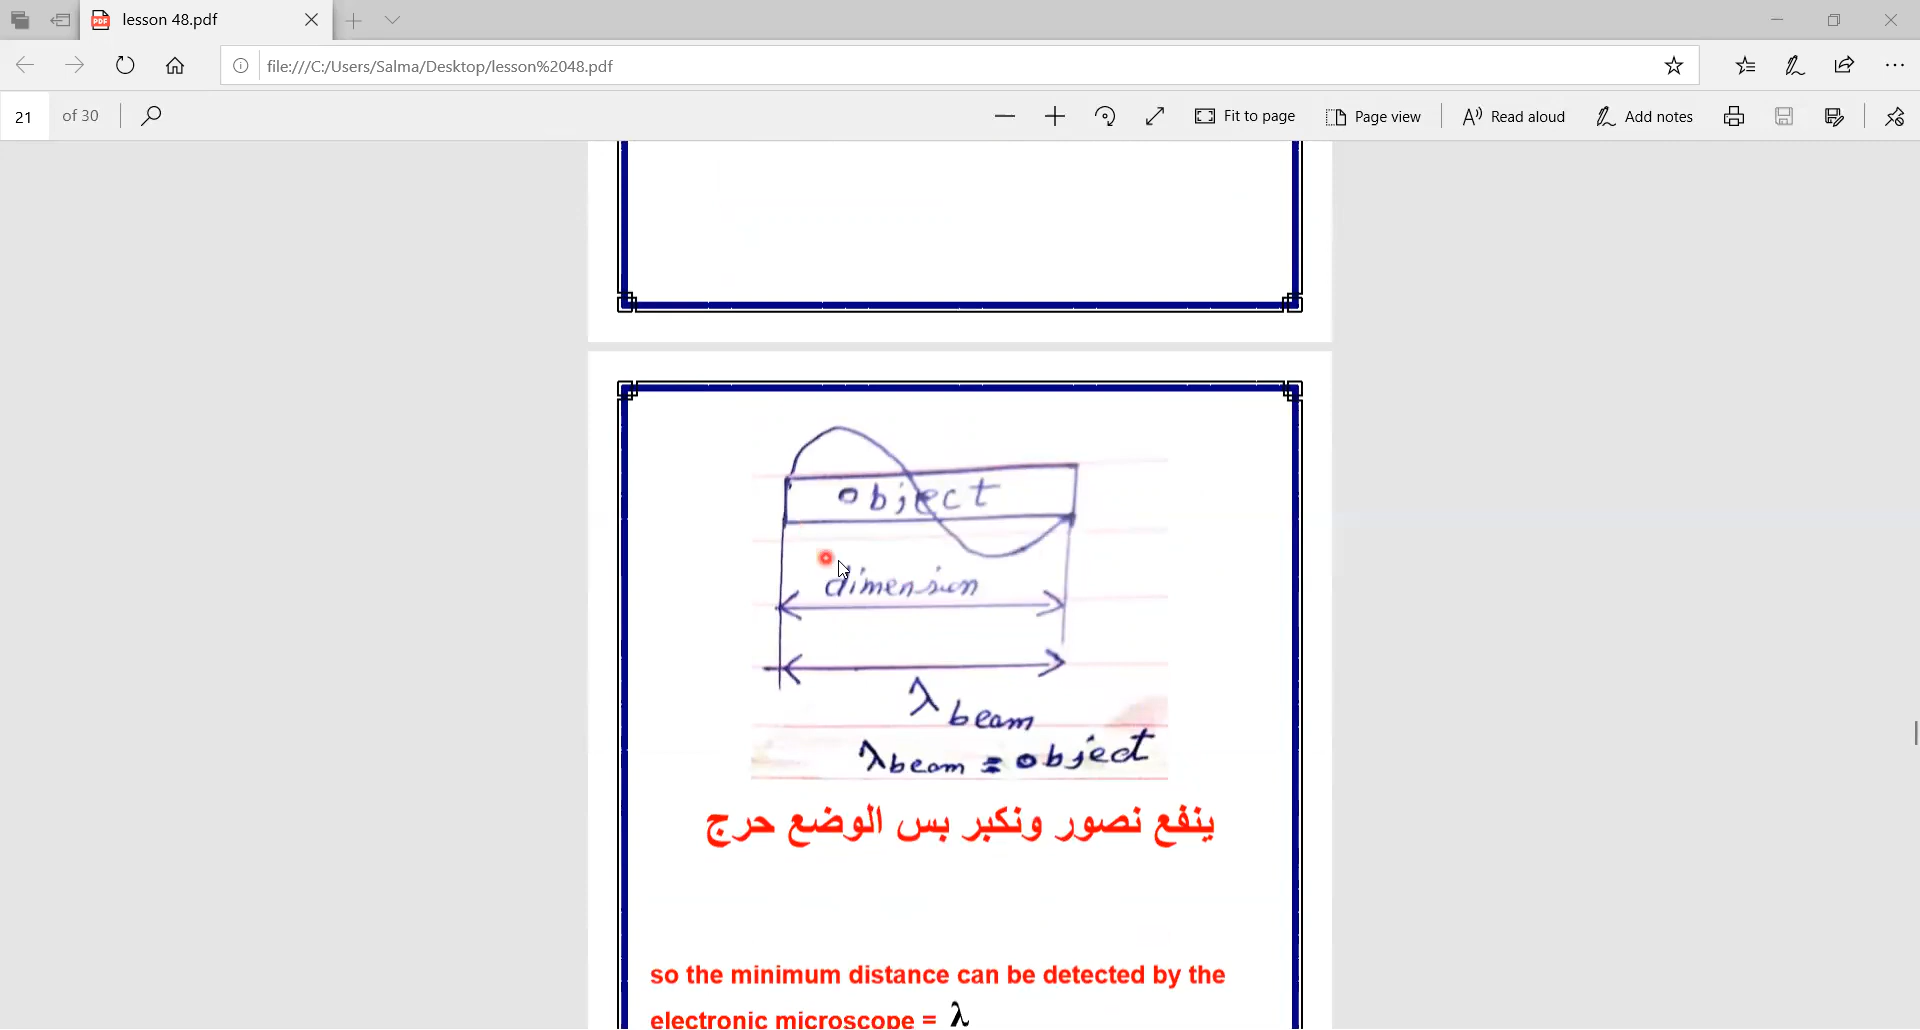 lesson 48.pdf
file:///C:/Users/Salma/Desktop/lesson%2048.pdf
21 of 30
Fit to page
Page view
Read aloud
Add notes
object
dimension
λ beam
λ beam = object
ينفع نصور ونكبر بس الوضع حرج
so the minimum distance can be detected by the
electronic microscope = λ